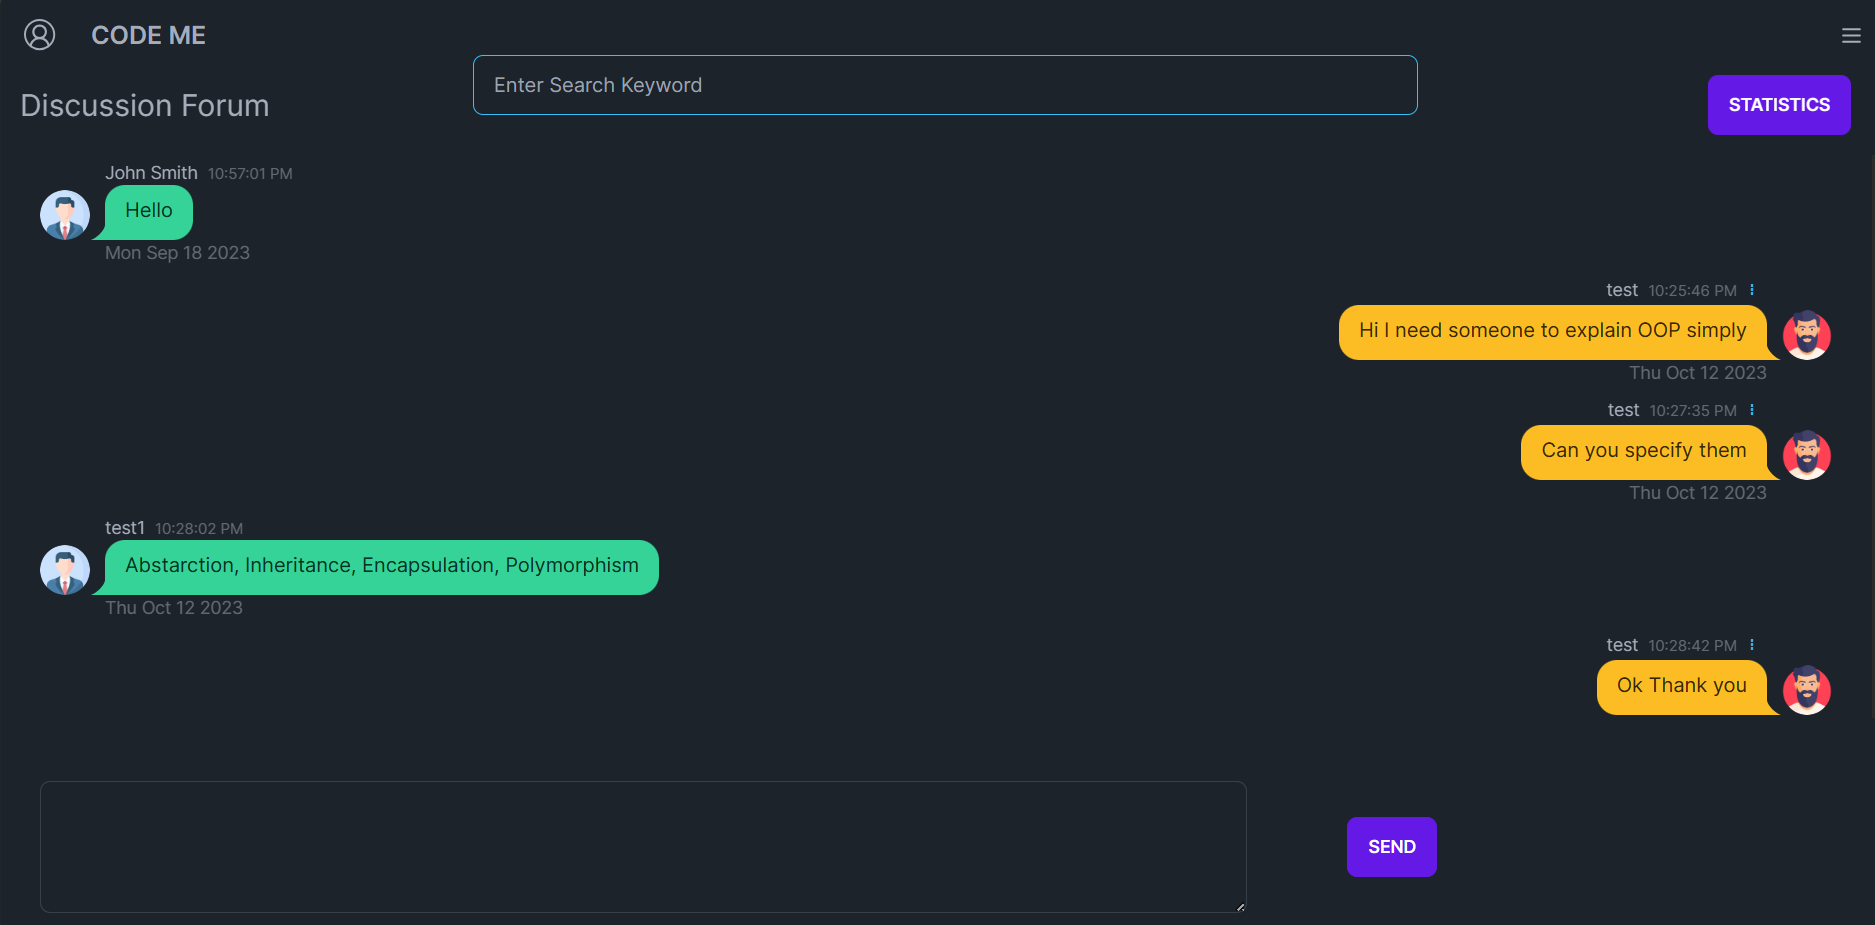 CODE ME
Enter Search Keyword
Discussion Forum
STATISTICS
John Smith 10:57:01 PM
Hello
Mon Sep 18 2023
test 10:25:46 PM
Hi I need someone to explain OOP simply
Thu Oct 12 2023
test 10:27:35 PM
Can you specify them
Thu Oct 12 2023
test1 10:28:02 PM
Abstarction, Inheritance, Encapsulation, Polymorphism
Thu Oct 12 2023
test 10:28:42 PM
Ok Thank you
SEND